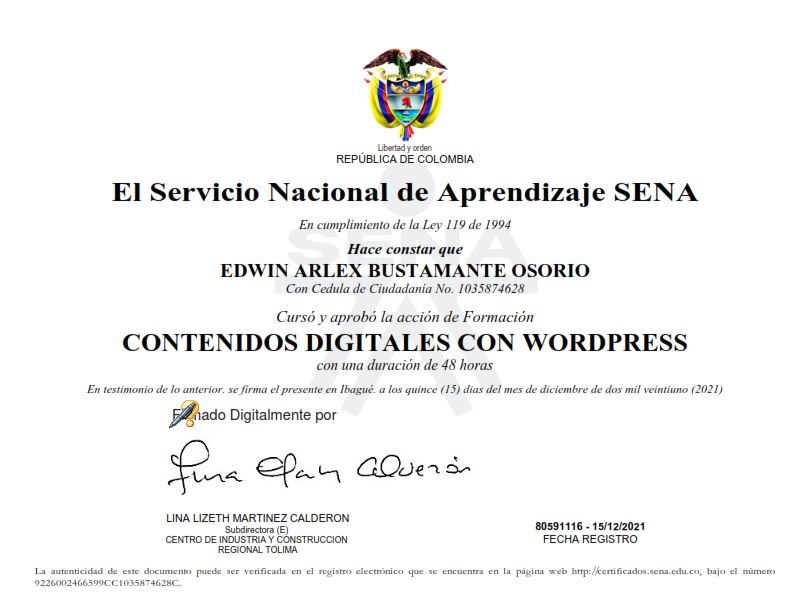 Libertad y orden
REPÚBLICA DE COLOMBIA
SENA
El Servicio Nacional de Aprendizaje SENA
En cumplimiento de la Ley 119 de 1994
Hace constar que
EDWIN ARLEX BUSTAMANTE OSORIO
Con Cedula de Ciudadania No. 1035874628
Cursó y aprobó la acción de Formación
CONTENIDOS DIGITALES CON WORDPRESS
con una duración de 48 horas
En testimonio de lo anterior. se firma el presente en Ibagué. a los quince (15) dias del mes de diciembre de dos mil veintiuno (2021)
Firmado Digitalmente por
LINA LIZETH MARTINEZ CALDERON
Subdirectora (E)
CENTRO DE INDUSTRIA Y CONSTRUCCION
REGIONAL TOLIMA
80591116 - 15/12/2021
FECHA REGISTRO
La autenticidad de este documento puede ser verificada en el registro electrónico que se encuentra en la página web http://certificados.sena.edu.co, bajo el número
9226002466599CC1035874628C.